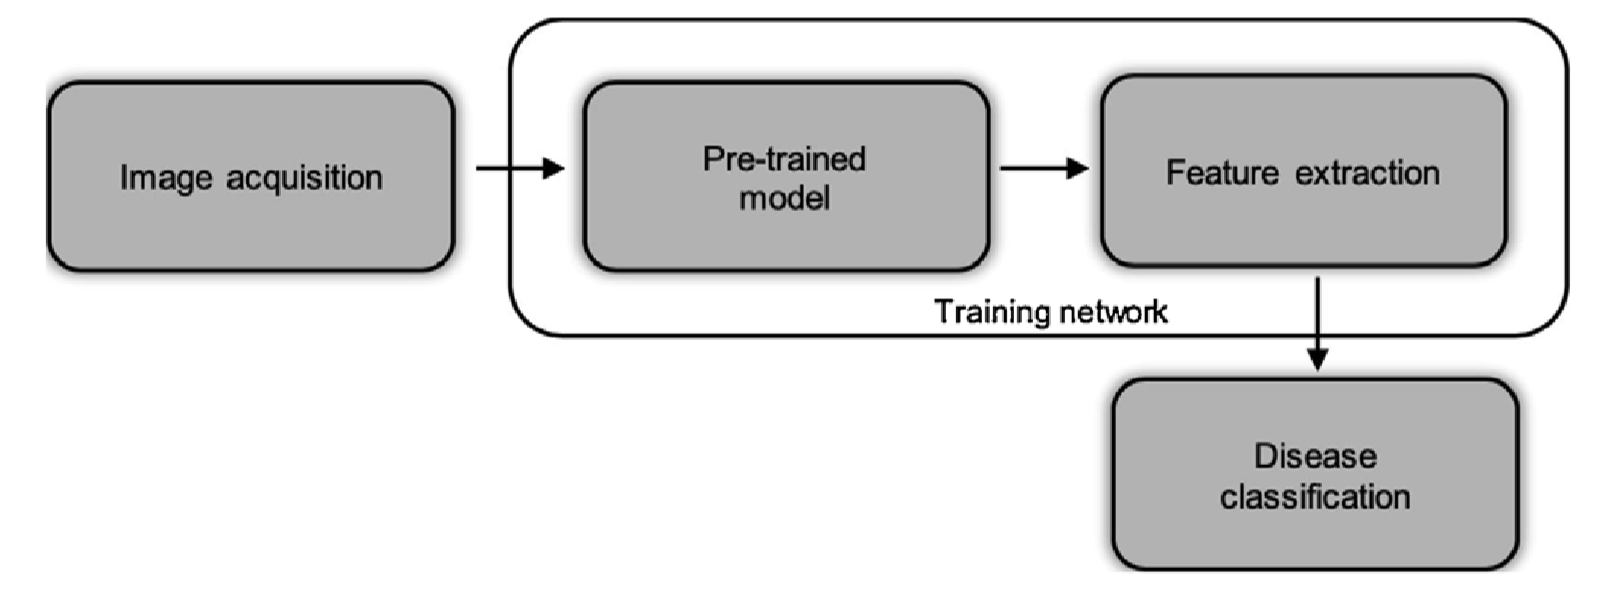 Image acquisition
Pre-trained
model
Feature extraction
Training network
Disease
classification